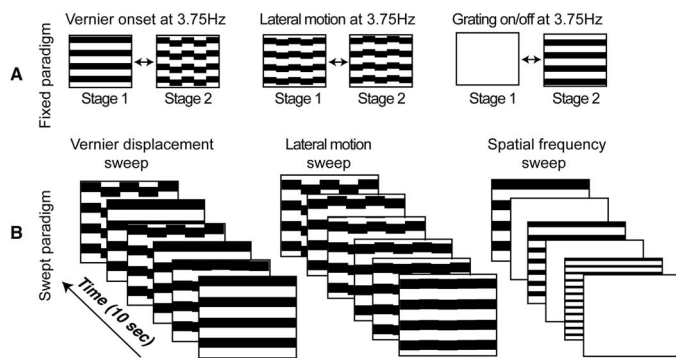 Vernier onset at 3.75Hz
Lateral motion at 3.75Hz
Grating on/off at 3.75Hz
A
Fixed paradigm
Stage 1
Stage 2
Stage 1
Stage 2
Stage 1
Stage 2
Vernier displacement
sweep
Lateral motion
sweep
Spatial frequency
sweep
B
Swept paradigm
Time (10 sec)